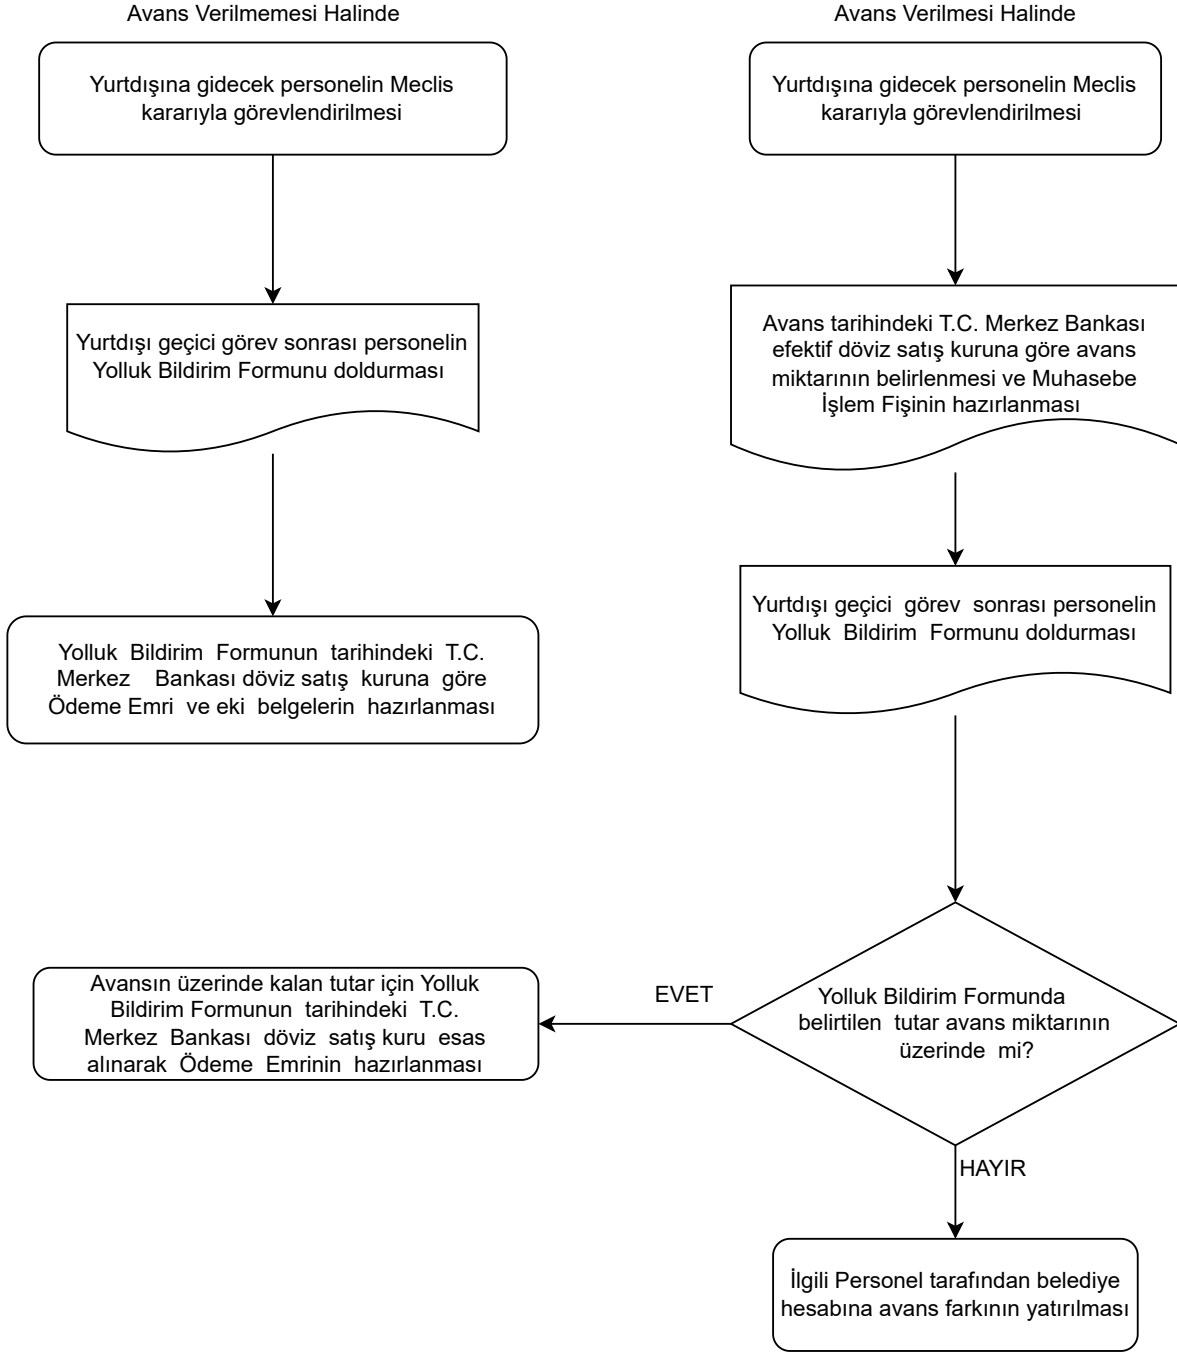 Avans Verilmemesi Halinde
Yurtdışına gidecek personelin Meclis
kararıyla görevlendirilmesi
Yurtdışı geçici görev sonrası personelin
Yolluk Bildirim Formunu doldurması
Yolluk Bildirim Formunun tarihindeki T.C.
Merkez Bankası döviz satış kuruna göre
Ödeme Emri ve eki belgelerin hazırlanması
Avans Verilmesi Halinde
Yurtdışına gidecek personelin Meclis
kararıyla görevlendirilmesi
Avans tarihindeki T.C. Merkez Bankası
efektif döviz satış kuruna göre avans
miktarının belirlenmesi ve Muhasebe
İşlem Fişinin hazırlanması
Yurtdışı geçici görev sonrası personelin
Yolluk Bildirim Formunu doldurması
Yolluk Bildirim Formunda
belirtilen tutar avans miktarının
üzerinde mi?
EVET
Avansın üzerinde kalan tutar için Yolluk
Bildirim Formunun tarihindeki T.C.
Merkez Bankası döviz satış kuru esas
alınarak Ödeme Emrinin hazırlanması
HAYIR
İlgili Personel tarafından belediye
hesabına avans farkının yatırılması